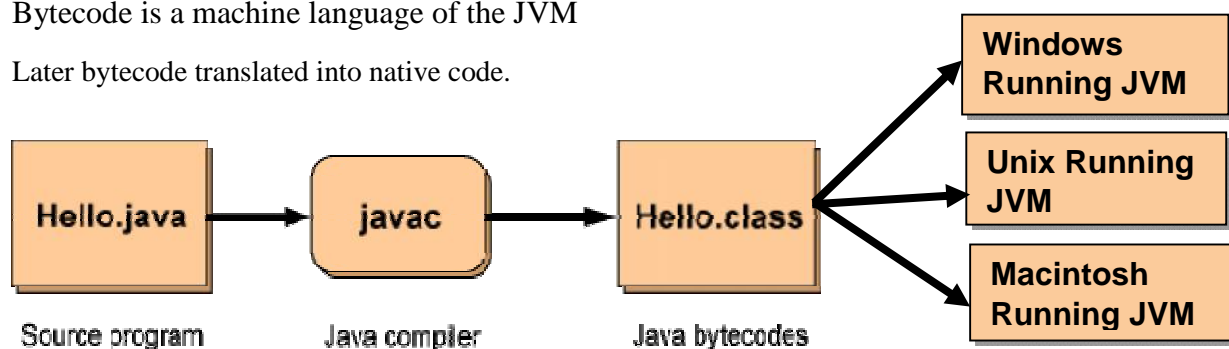 Bytecode is a machine language of the JVM
Later bytecode translated into native code.
Windows
Running JVM
Hello.java
javac
Hello.class
Unix Running
JVM
Macintosh
Running JVM
Source program
Java compiler
Java bytecodes